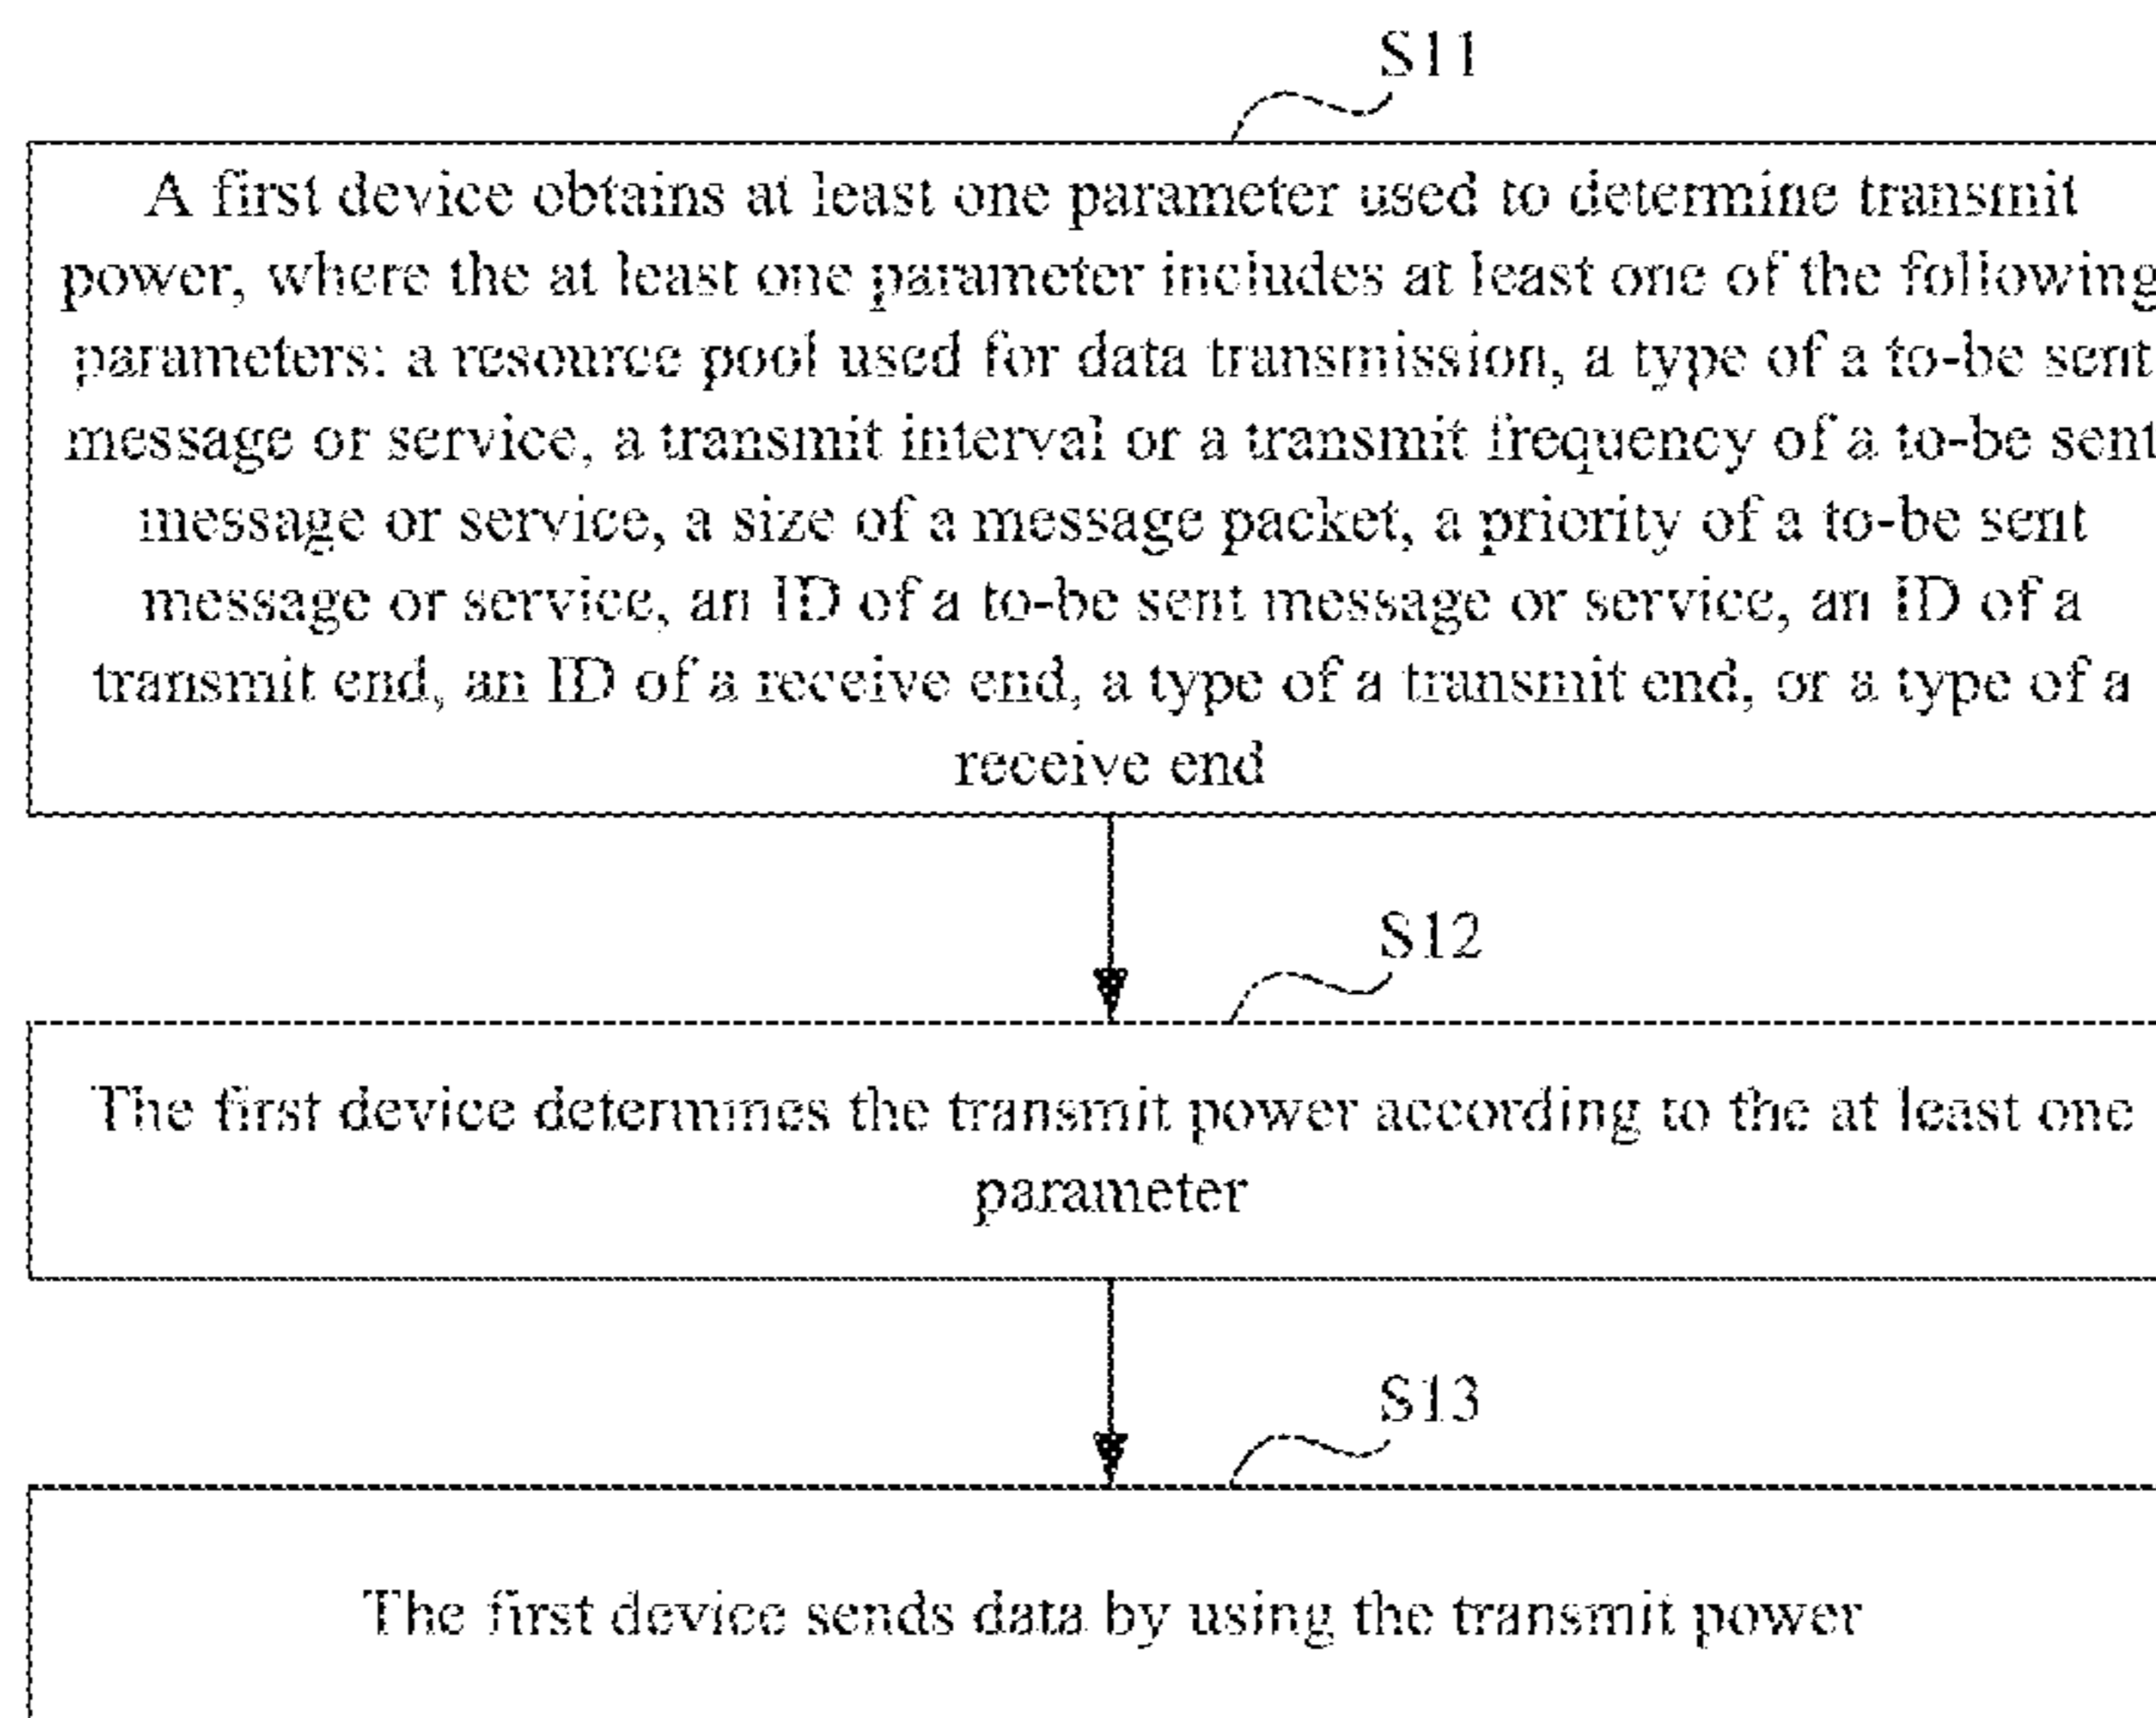 S11
A first device obtains at least one parameter used to determine transmit
power, where the at least one parameter includes at least one of the following
parameters: a resource pool used for data transmission, a type of a to-be sent
message or service, a transmit interval or a transmit frequency of a to-be sent
message or service, a size of a message packet, a priority of a to-be sent
message or service, an ID of a to-be sent message or service, an ID of a
transmit end, an ID of a receive end, a type of a transmit end, or a type of a
receive end
S12
The first device determines the transmit power according to the at least one
parameter
S13
The first device sends data by using the transmit power